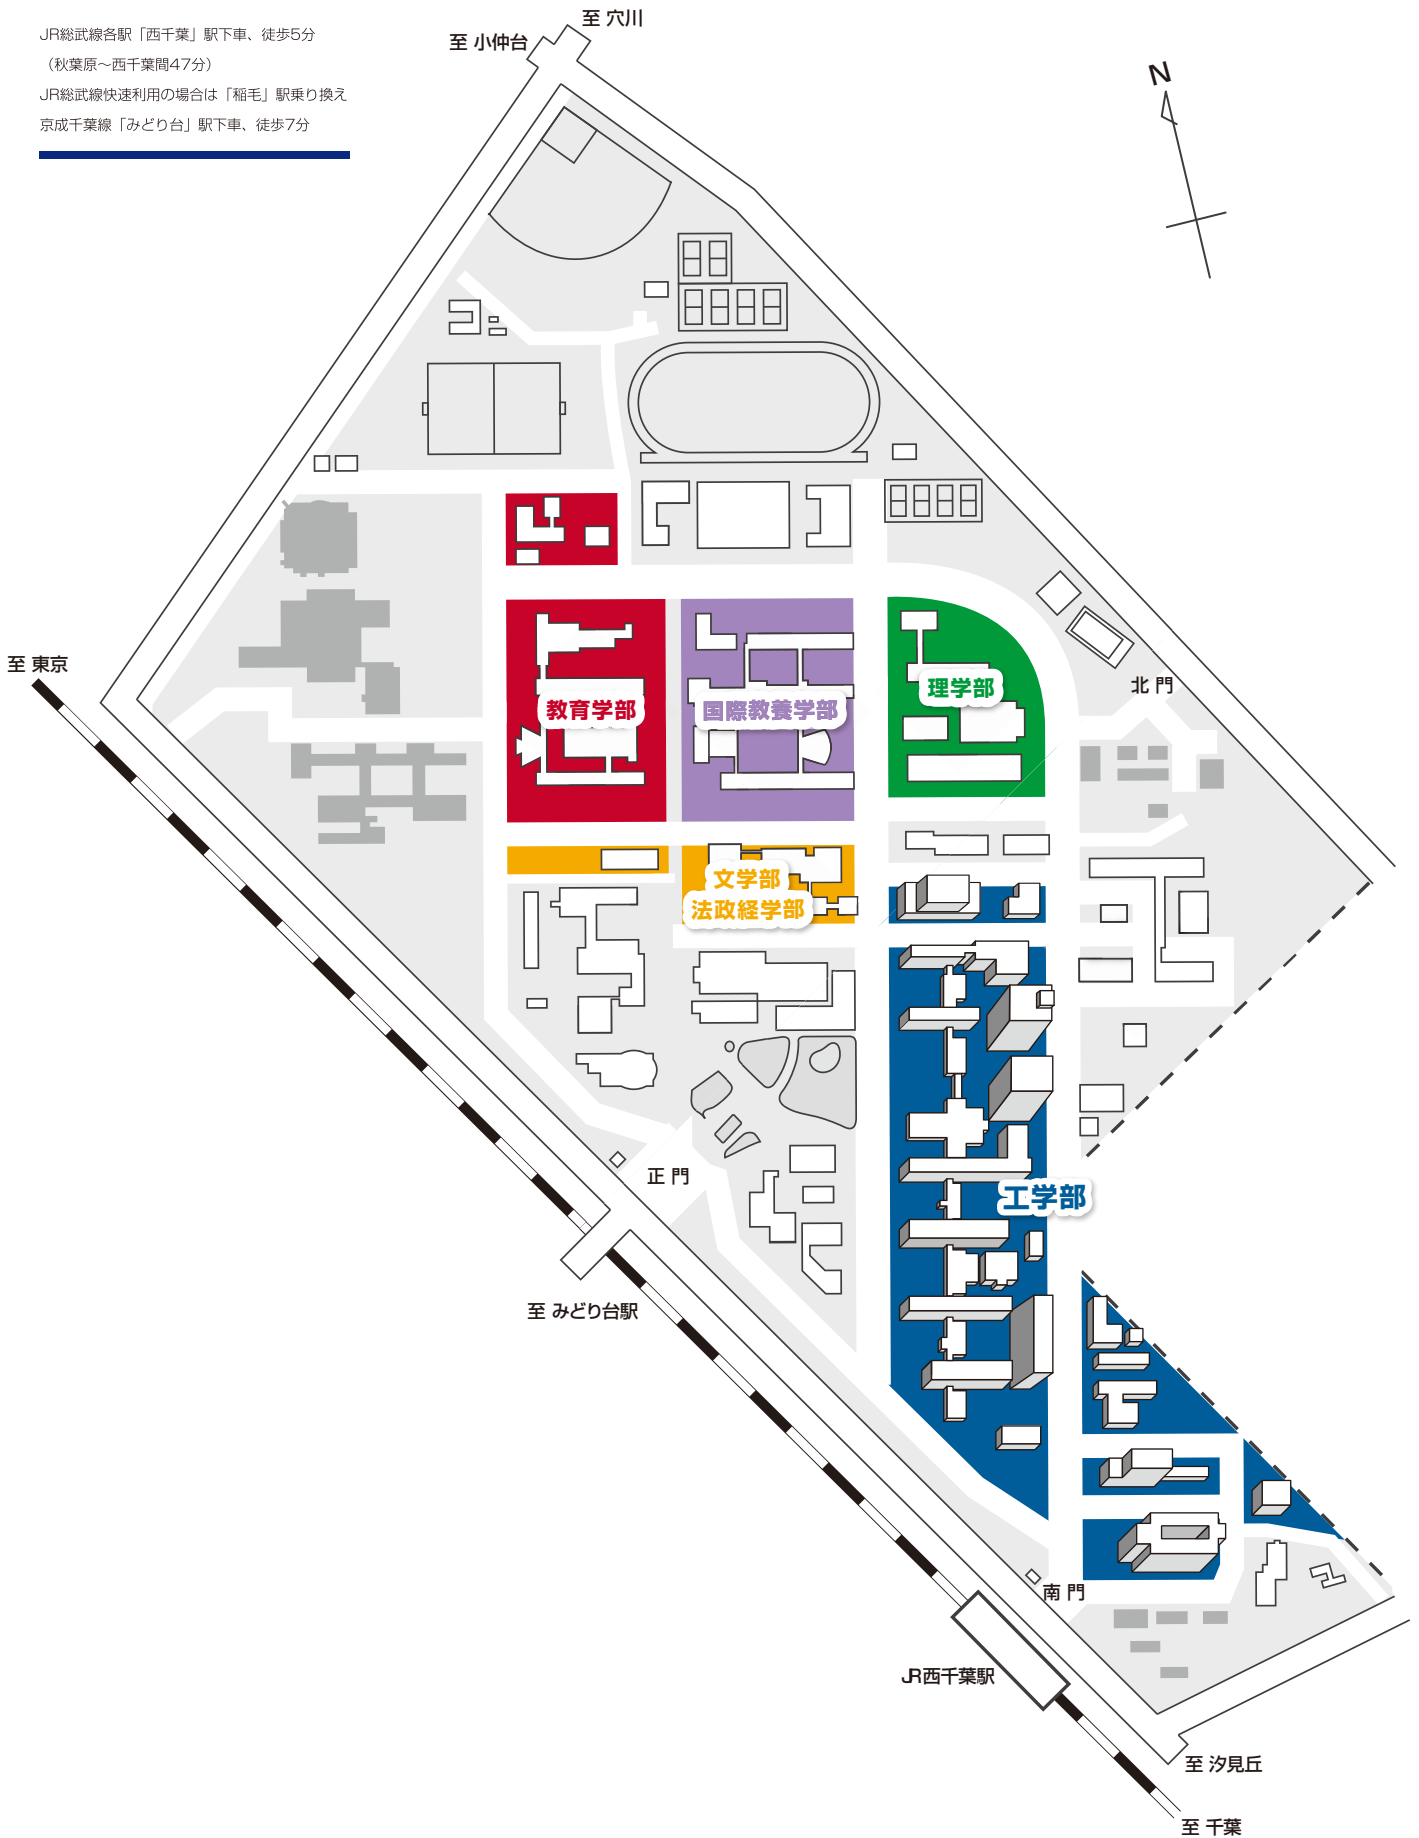 JR総武線各駅「西千葉」駅下車、徒歩5分
（秋葉原～西千葉間47分）
JR総武線快速利用の場合は「稲毛」駅乗り換え
京成千葉線「みどり台」駅下車、徒歩7分
至 穴川
至 小仲台
N
至 東京
北 門
教育学部
国際教養学部
理学部
文学部
法政経学部
正 門
工学部
至 みどり台駅
南 門
JR西千葉駅
至 汐見丘
至 千葉